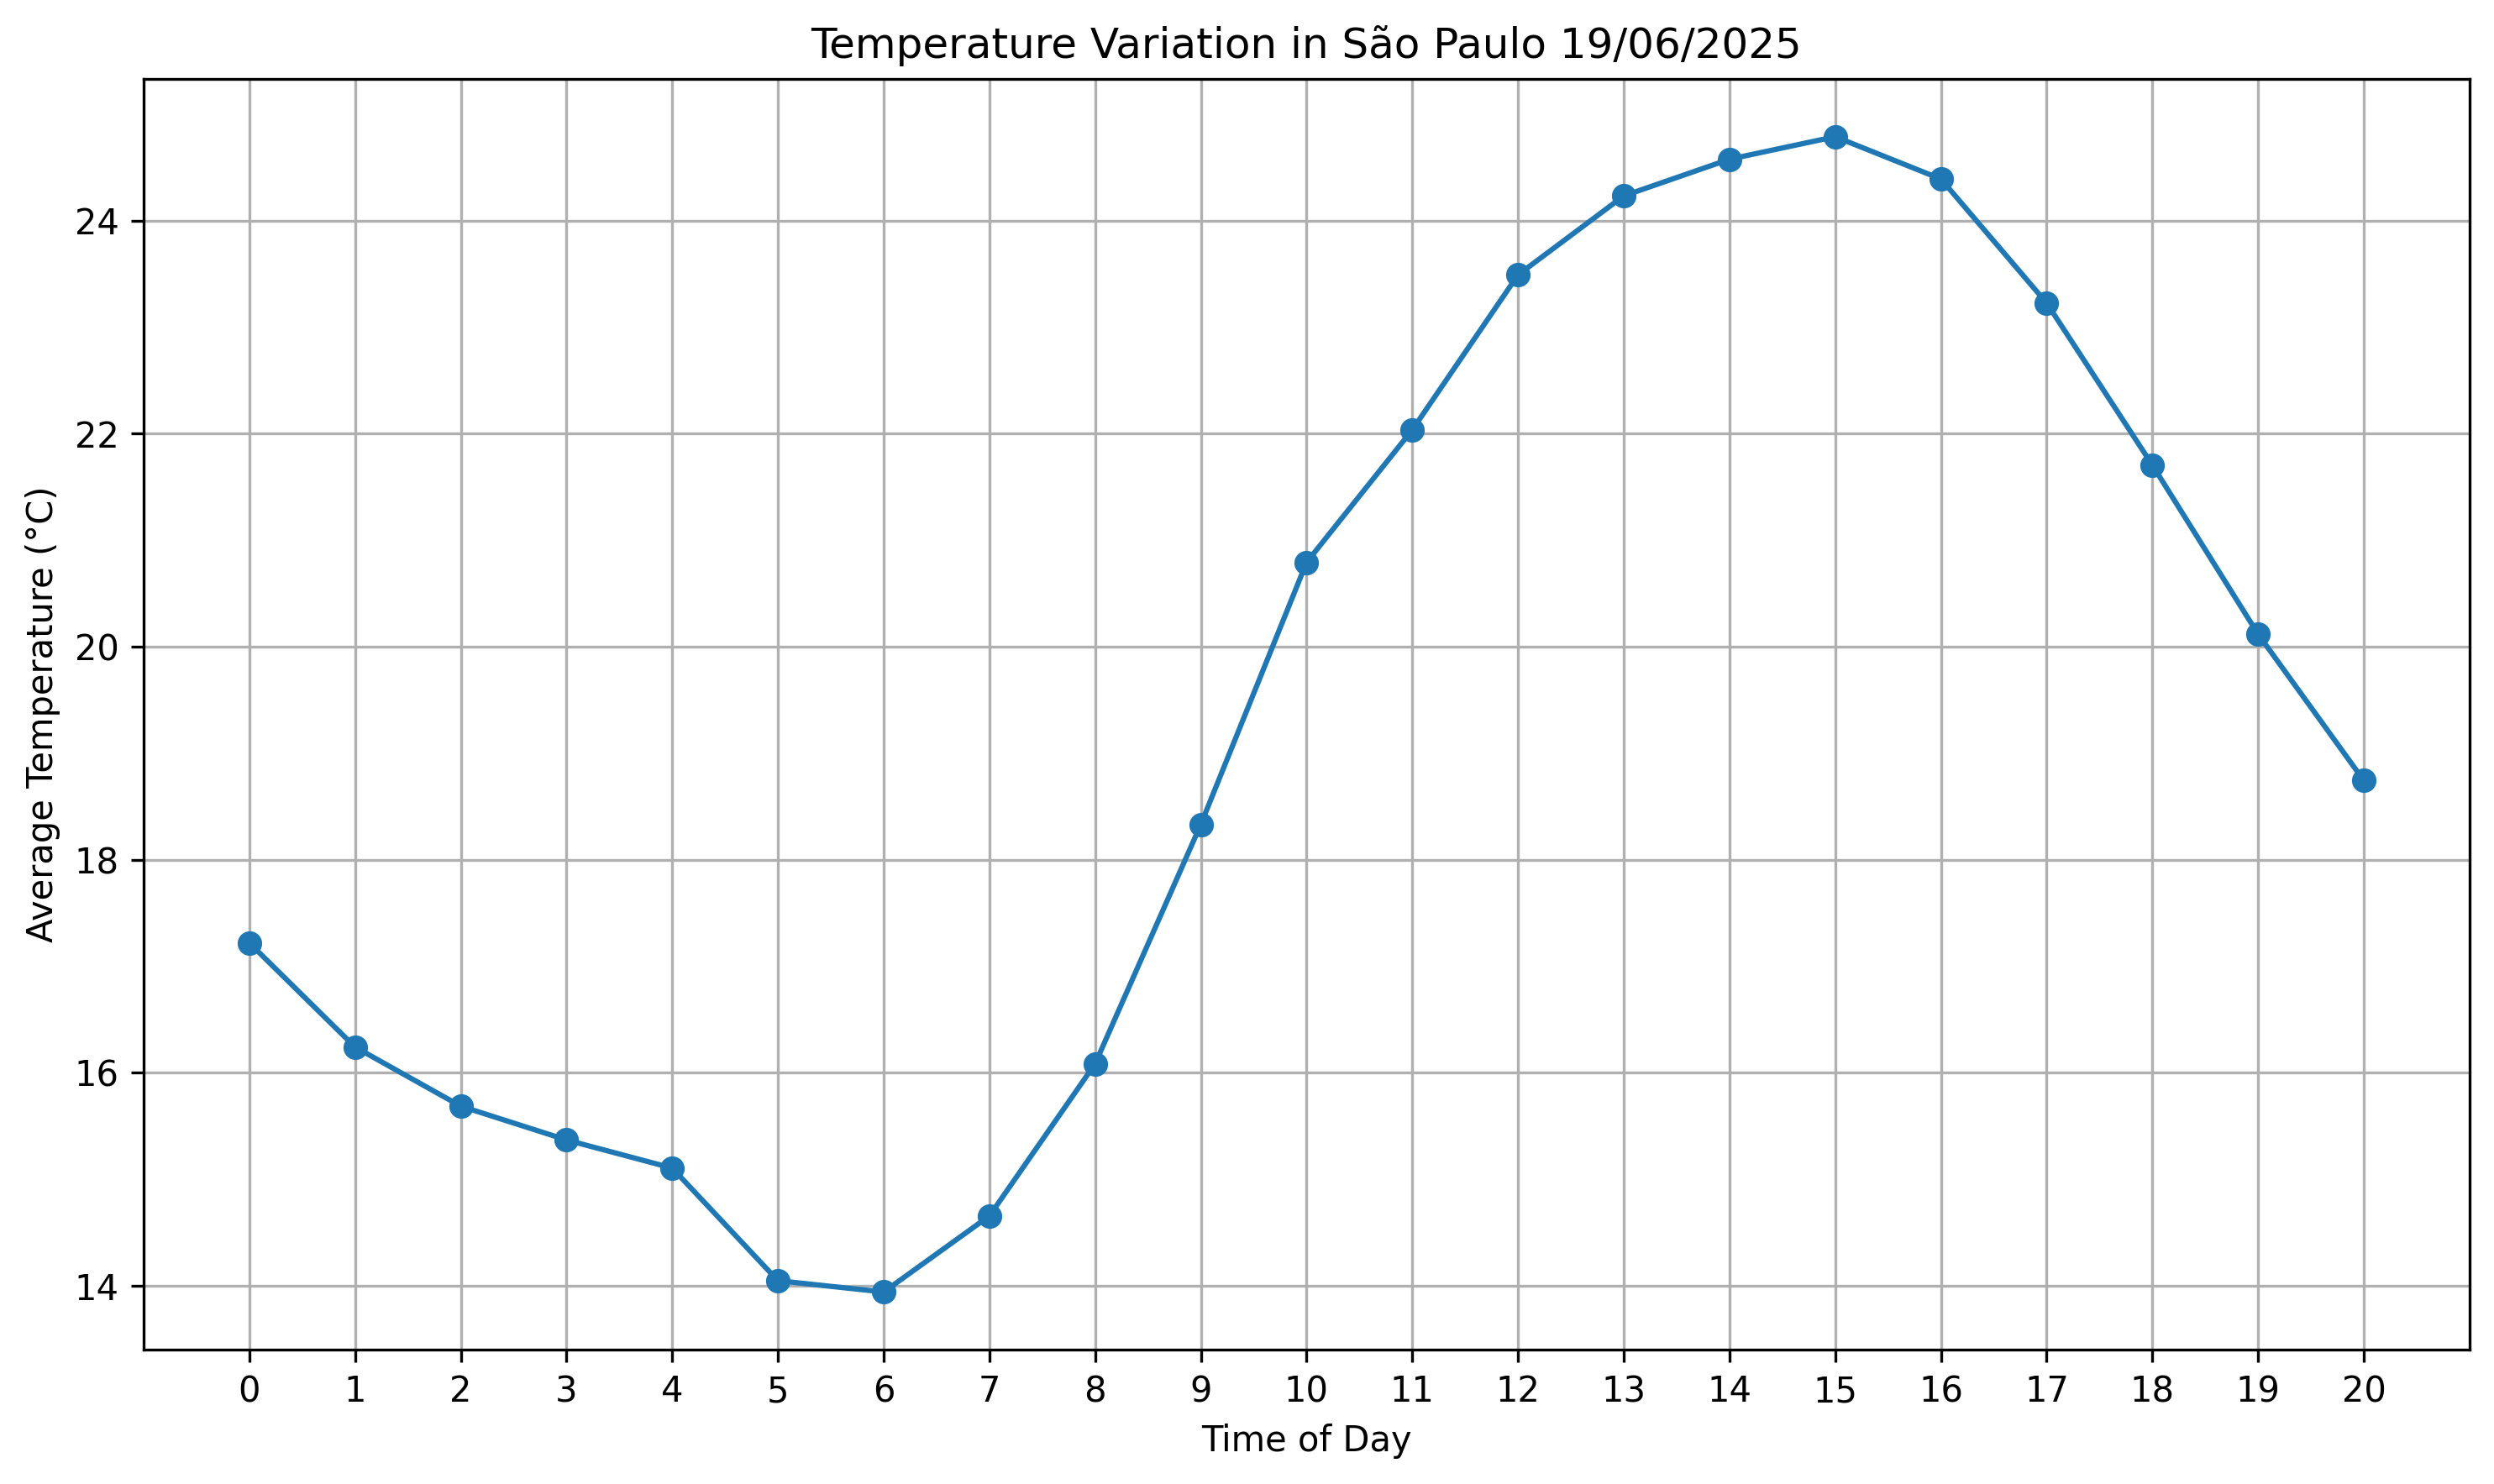 Temperature Variation in São Paulo 19/06/2025
24
22
20
18
16
14
Average Temperature (°C)
0 1 2 3 4 5 6 7 8 9 10 11 12 13 14 15 16 17 18 19 20
Time of Day